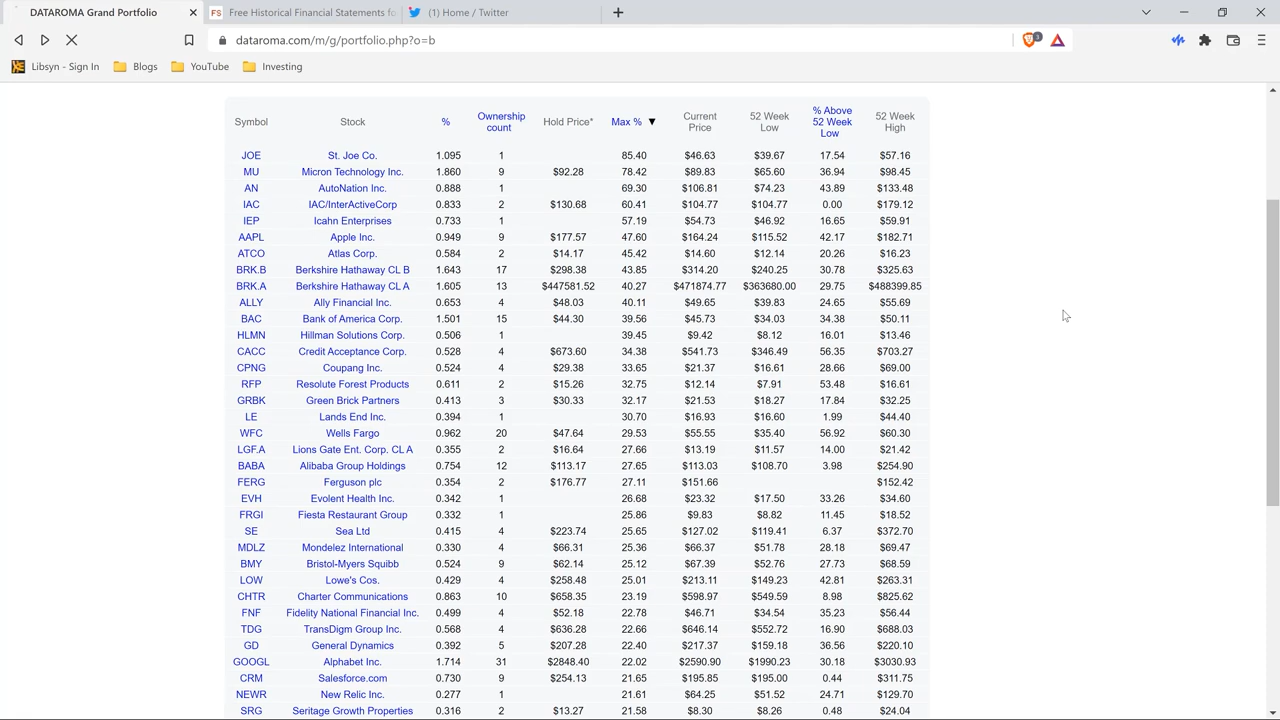 DATAROMA Grand Portfolio
Free Historical Financial Statements fo
(1) Home / Twitter
dataroma.com/m/g/portfolio.php?o=b
3
Libsyn - Sign In Blogs YouTube Investing
Symbol Stock % Ownership count Hold Price* Max % ▼ Current Price 52 Week Low % Above 52 Week Low 52 Week High
JOE St. Joe Co. 1.095 1 85.40 $46.63 $39.67 17.54 $57.16
MU Micron Technology Inc. 1.860 9 $92.28 78.42 $89.83 $65.60 36.94 $98.45
AN AutoNation Inc. 0.888 1 69.30 $106.81 $74.23 43.89 $133.48
IAC IAC/InterActiveCorp 0.833 2 $130.68 60.41 $104.77 $104.77 0.00 $179.12
IEP Icahn Enterprises 0.733 1 57.19 $54.73 $46.92 16.65 $59.91
AAPL Apple Inc. 0.949 9 $177.57 47.60 $164.24 $115.52 42.17 $182.71
ATCO Atlas Corp. 0.584 2 $14.17 45.42 $14.60 $12.14 20.26 $16.23
BRK.B Berkshire Hathaway CL B 1.643 17 $298.38 43.85 $314.20 $240.25 30.78 $325.63
BRK.A Berkshire Hathaway CL A 1.605 13 $447581.52 40.27 $471874.77 $363680.00 29.75 $488399.85
ALLY Ally Financial Inc. 0.653 4 $48.03 40.11 $49.65 $39.83 24.65 $55.69
BAC Bank of America Corp. 1.501 15 $44.30 39.56 $45.73 $34.03 34.38 $50.11
HLMN Hillman Solutions Corp. 0.506 1 39.45 $9.42 $8.12 16.01 $13.46
CACC Credit Acceptance Corp. 0.528 4 $673.60 34.38 $541.73 $346.49 56.35 $703.27
CPNG Coupang Inc. 0.524 4 $29.38 33.65 $21.37 $16.61 28.66 $69.00
RFP Resolute Forest Products 0.611 2 $15.26 32.75 $12.14 $7.91 53.48 $16.61
GRBK Green Brick Partners 0.413 3 $30.33 32.17 $21.53 $18.27 17.84 $32.25
LE Lands End Inc. 0.394 1 30.70 $16.93 $16.60 1.99 $44.40
WFC Wells Fargo 0.962 20 $47.64 29.53 $55.55 $35.40 56.92 $60.30
LGF.A Lions Gate Ent. Corp. CL A 0.355 2 $16.64 27.66 $13.19 $11.57 14.00 $21.42
BABA Alibaba Group Holdings 0.754 12 $113.17 27.65 $113.03 $108.70 3.98 $254.90
FERG Ferguson plc 0.354 2 $176.77 27.11 $151.66 $152.42
EVH Evolent Health Inc. 0.342 1 26.68 $23.32 $17.50 33.26 $34.60
FRGI Fiesta Restaurant Group 0.332 1 25.86 $9.83 $8.82 11.45 $18.52
SE Sea Ltd 0.415 4 $223.74 25.65 $127.02 $119.41 6.37 $372.70
MDLZ Mondelez International 0.330 4 $66.31 25.36 $66.37 $51.78 28.18 $69.47
BMY Bristol-Myers Squibb 0.524 9 $62.14 25.12 $67.39 $52.76 27.73 $68.59
LOW Lowe's Cos. 0.429 4 $258.48 25.01 $213.11 $149.23 42.81 $263.31
CHTR Charter Communications 0.863 10 $658.35 23.19 $598.97 $549.59 8.98 $825.62
FNF Fidelity National Financial Inc. 0.499 4 $52.18 22.78 $46.71 $34.54 35.23 $56.44
TDG TransDigm Group Inc. 0.568 4 $636.28 22.66 $646.14 $552.72 16.90 $688.03
GD General Dynamics 0.392 5 $207.28 22.40 $217.37 $159.18 36.56 $220.10
GOOGL Alphabet Inc. 1.714 31 $2848.40 22.02 $2590.90 $1990.23 30.18 $3030.93
CRM Salesforce.com 0.730 9 $254.13 21.65 $195.85 $195.00 0.44 $311.75
NEWR New Relic Inc. 0.277 1 21.61 $64.25 $51.52 24.71 $129.70
SRG Seritage Growth Properties 0.316 2 $13.27 21.58 $8.30 $8.26 0.48 $24.04